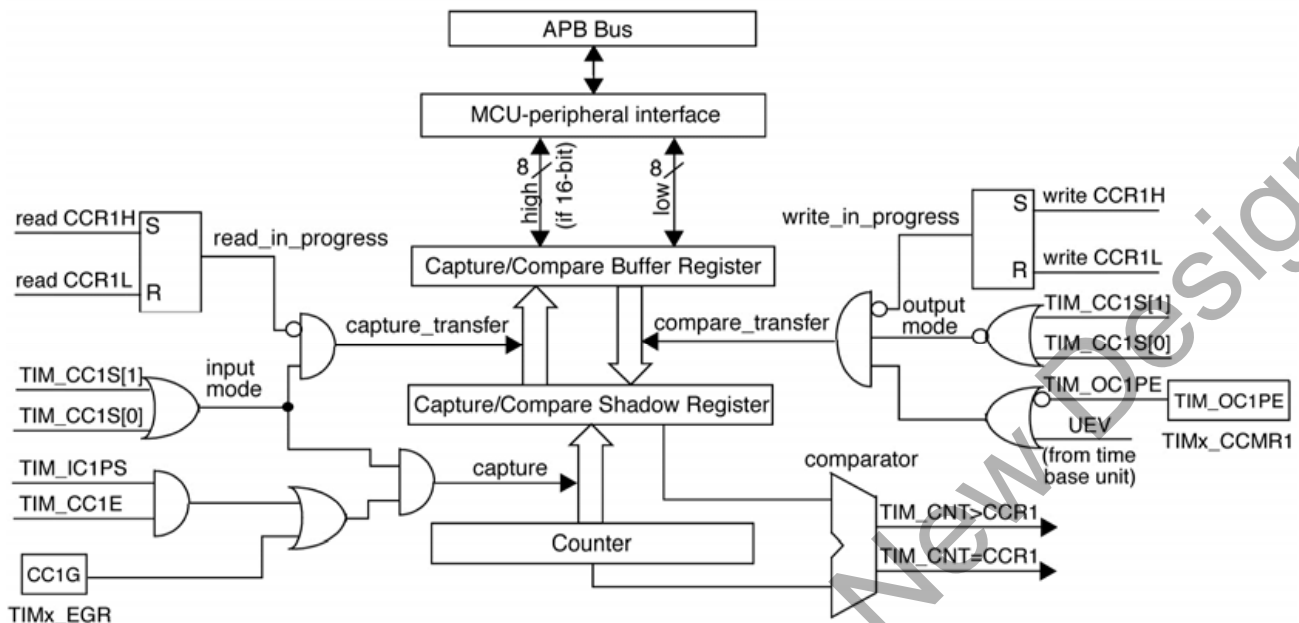 APB Bus
MCU-peripheral interface
8
high
(if 16-bit)
8
low
read CCR1H
S
read_in_progress
read CCR1L
R
write_in_progress
S
write CCR1H
R
write CCR1L
Capture/Compare Buffer Register
capture_transfer
compare_transfer
output
mode
TIM_CC1S[1]
TIM_CC1S[0]
TIM_CC1S[1]
TIM_CC1S[0]
input
mode
Capture/Compare Shadow Register
TIM_OC1PE
TIM_OC1PE
TIMx_CCMR1
UEV
(from time
base unit)
TIM_IC1PS
TIM_CC1E
capture
comparator
Counter
TIM_CNT>CCR1
TIM_CNT=CCR1
CC1G
TIMx_EGR
New Design